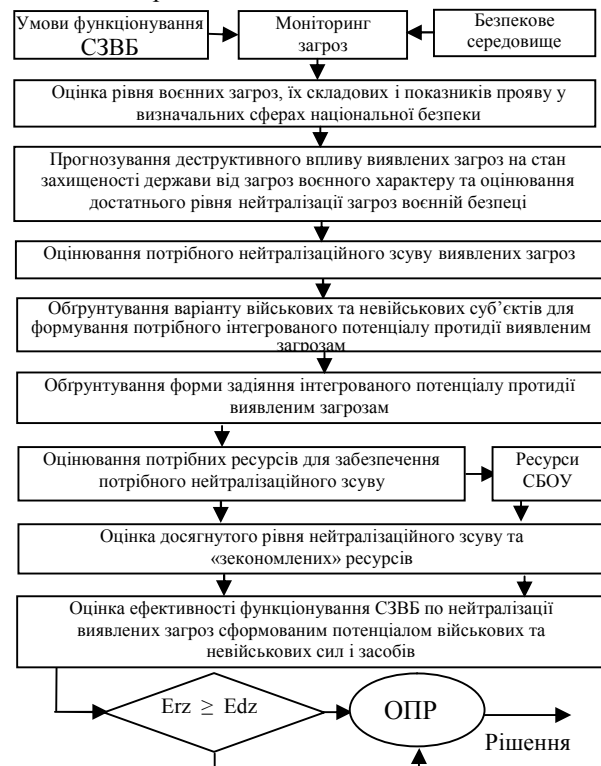 Умови функціонування
СЗВБ
Моніторинг
загроз
Безпекове
середовище
Оцінка рівня воєнних загроз, їх складових і показників прояву у
визначальних сферах національної безпеки
Прогнозування деструктивного впливу виявлених загроз на стан
захищеності держави від загроз воєнного характеру та оцінювання
достатнього рівня нейтралізації загроз воєнній безпеці
Оцінювання потрібного нейтралізаційного зсуву виявлених загроз
Обґрунтування варіанту військових та невійськових суб’єктів для
формування потрібного інтегрованого потенціалу протидії виявленим
загрозам
Обґрунтування форми задіяння інтегрованого потенціалу протидії
виявленим загрозам
Оцінювання потрібних ресурсів для забезпечення
потрібного нейтралізаційного зсуву
Ресурси
СБОУ
Оцінка досягнутого рівня нейтралізаційного зсуву та
«зекономлених» ресурсів
Оцінка ефективності функціонування СЗВБ по нейтралізації
виявлених загроз сформованим потенціалом військових та
невійськових сил і засобів
Erz ≥ Edz
ОПР
Рішення